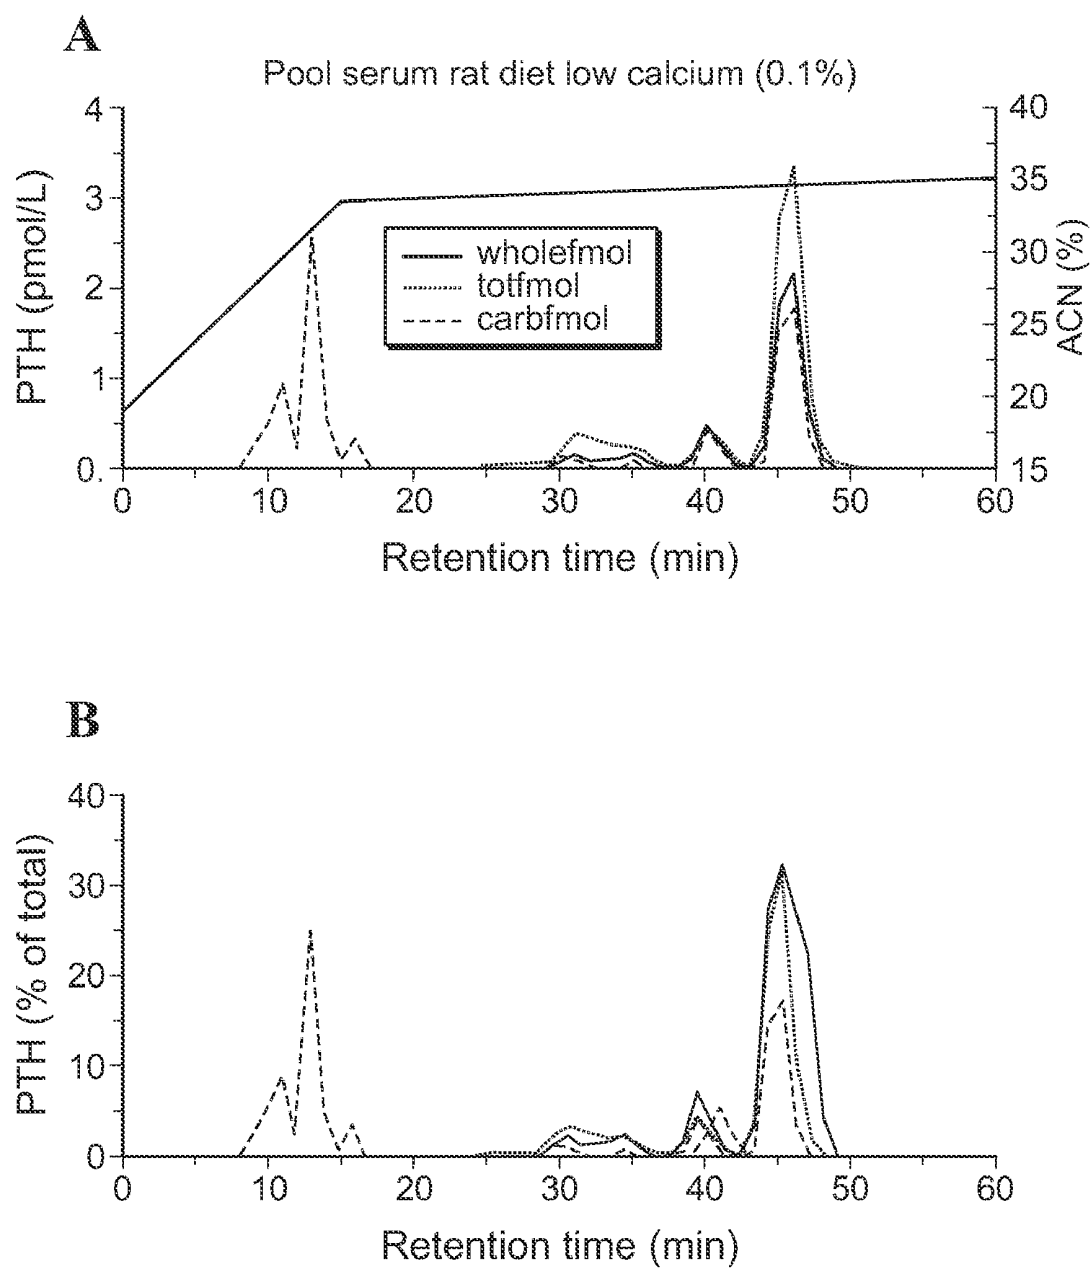 A
Pool serum rat diet low calcium (0.1%)
4
3
2
1
0.
PTH (pmol/L)
wholefmol
totfmol
carbfmol
40
35
30
25
20
15
ACN (%)
0 10 20 30 40 50 60
Retention time (min)
B
40
30
20
10
0
PTH (% of total)
0 10 20 30 40 50 60
Retention time (min)